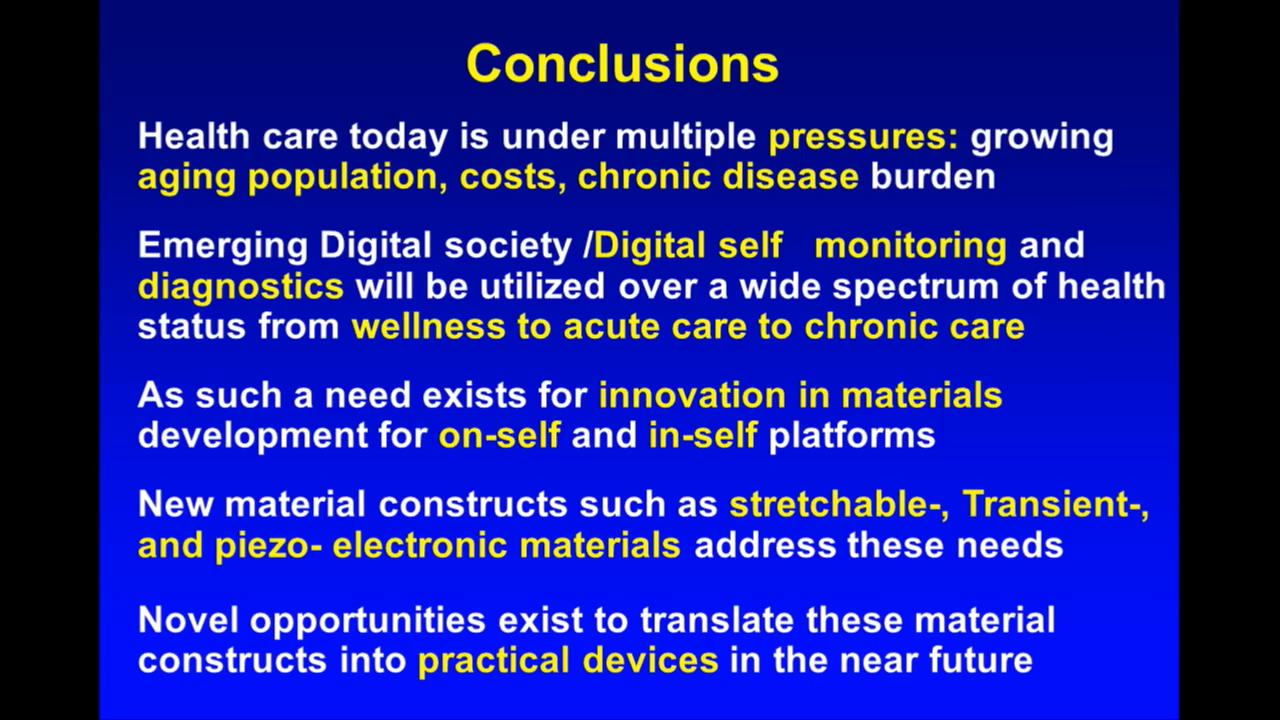 Conclusions
Health care today is under multiple pressures: growing
aging population, costs, chronic disease burden
Emerging Digital society /Digital self monitoring and
diagnostics will be utilized over a wide spectrum of health
status from wellness to acute care to chronic care
As such a need exists for innovation in materials
development for on-self and in-self platforms
New material constructs such as stretchable-, Transient-,
and piezo- electronic materials address these needs
Novel opportunities exist to translate these material
constructs into practical devices in the near future